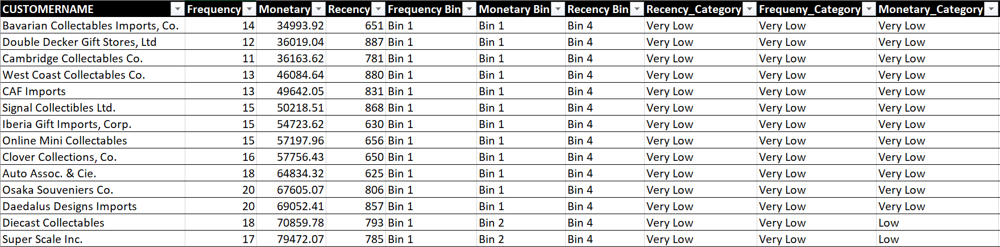 CUSTOMERNAME Frequency Monetary Recency Frequency Bin Monetary Bin Recency Bin Recency_Category Frequeny_Category Monetary_Category
Bavarian Collectables Imports, Co. 14 34993.92 651 Bin 1 Bin 1 Bin 4 Very Low Very Low Very Low
Double Decker Gift Stores, Ltd 12 36019.04 887 Bin 1 Bin 1 Bin 4 Very Low Very Low Very Low
Cambridge Collectables Co. 11 36163.62 781 Bin 1 Bin 1 Bin 4 Very Low Very Low Very Low
West Coast Collectables Co. 13 46084.64 880 Bin 1 Bin 1 Bin 4 Very Low Very Low Very Low
CAF Imports 13 49642.05 831 Bin 1 Bin 1 Bin 4 Very Low Very Low Very Low
Signal Collectibles Ltd. 15 50218.51 868 Bin 1 Bin 1 Bin 4 Very Low Very Low Very Low
Iberia Gift Imports, Corp. 15 54723.62 630 Bin 1 Bin 1 Bin 4 Very Low Very Low Very Low
Online Mini Collectables 15 57197.96 656 Bin 1 Bin 1 Bin 4 Very Low Very Low Very Low
Clover Collections, Co. 16 57756.43 650 Bin 1 Bin 1 Bin 4 Very Low Very Low Very Low
Auto Assoc. & Cie. 18 64834.32 625 Bin 1 Bin 1 Bin 4 Very Low Very Low Very Low
Osaka Souveniers Co. 20 67605.07 806 Bin 1 Bin 1 Bin 4 Very Low Very Low Very Low
Daedalus Designs Imports 20 69052.41 857 Bin 1 Bin 1 Bin 4 Very Low Very Low Very Low
Diecast Collectables 18 70859.78 793 Bin 1 Bin 2 Bin 4 Very Low Very Low Low
Super Scale Inc. 17 79472.07 785 Bin 1 Bin 2 Bin 4 Very Low Very Low Low